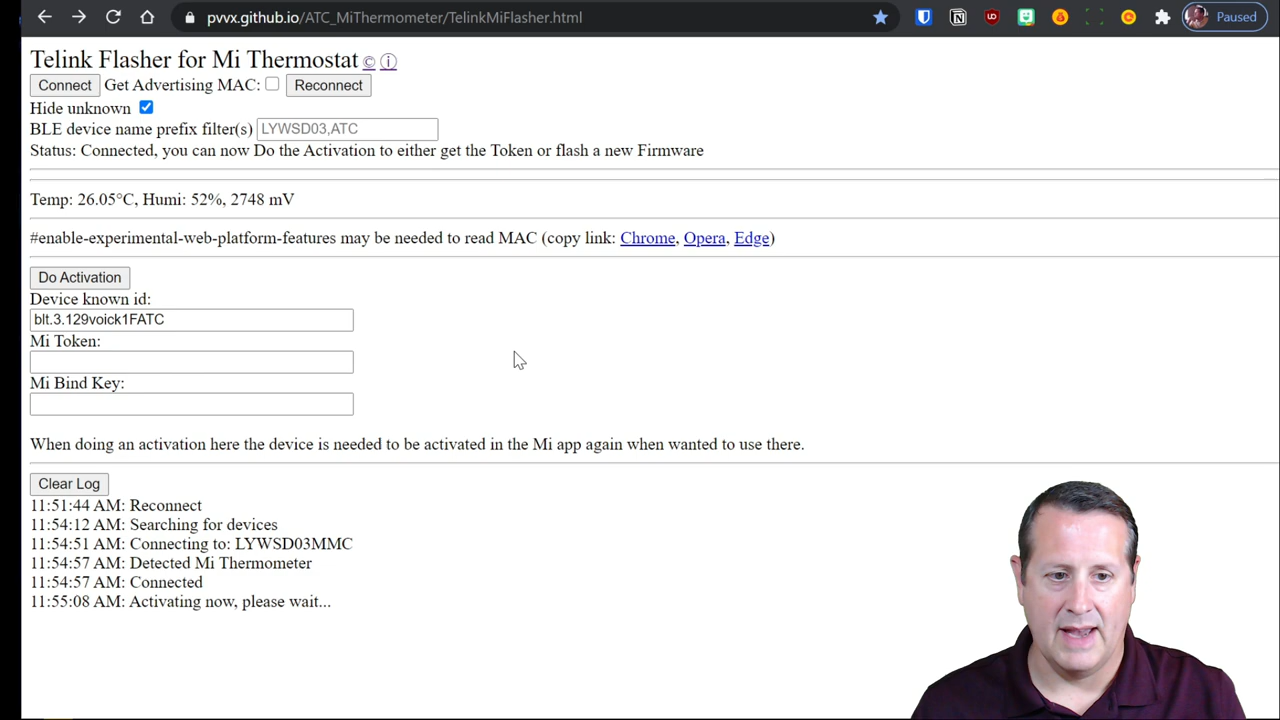 pvvx.github.io/ATC_MiThermometer/TelinkMiFlasher.html
Paused
Telink Flasher for Mi Thermostat © ⓘ
Connect Get Advertising MAC: Reconnect
Hide unknown
BLE device name prefix filter(s) LYWSD03,ATC
Status: Connected, you can now Do the Activation to either get the Token or flash a new Firmware
Temp: 26.05°C, Humi: 52%, 2748 mV
#enable-experimental-web-platform-features may be needed to read MAC (copy link: Chrome, Opera, Edge)
Do Activation
Device known id:
blt.3.129voick1FATC
Mi Token:
Mi Bind Key:
When doing an activation here the device is needed to be activated in the Mi app again when wanted to use there.
Clear Log
11:51:44 AM: Reconnect
11:54:12 AM: Searching for devices
11:54:51 AM: Connecting to: LYWSD03MMC
11:54:57 AM: Detected Mi Thermometer
11:54:57 AM: Connected
11:55:08 AM: Activating now, please wait...